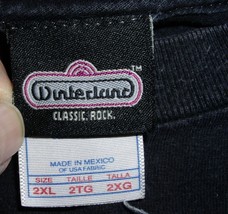 Winterland
TM
CLASSIC. ROCK.
MADE IN MEXICO
OF USA FABRIC
SIZE TAILLE TALLA
2XL 2TG 2XG